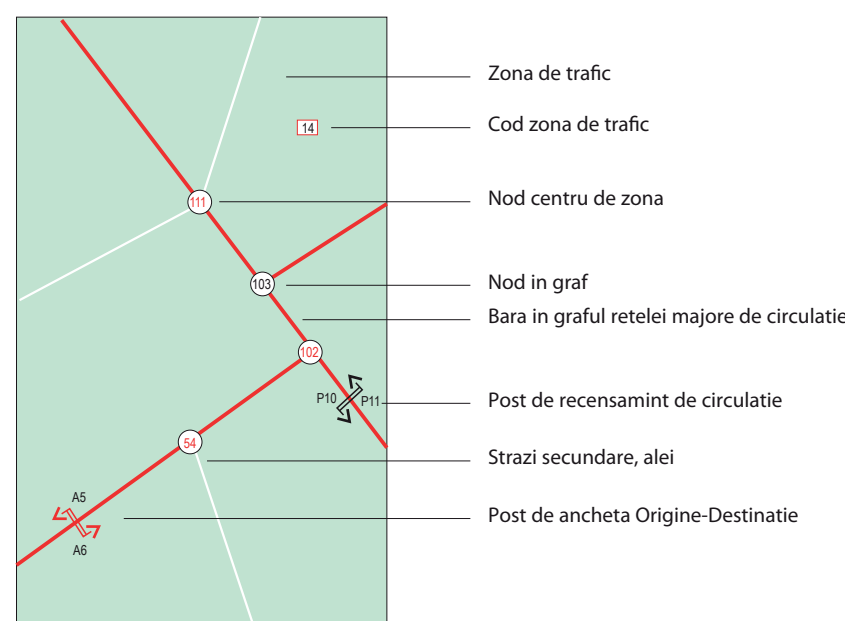 Zona de trafic
14
Cod zona de trafic
111
Nod centru de zona
103
Nod in graf
Bara in graful retelei majore de circulatie
102
P10
P11
Post de recensamint de circulatie
54
Strazi secundare, alei
A5
Post de ancheta Origine-Destinatie
A6